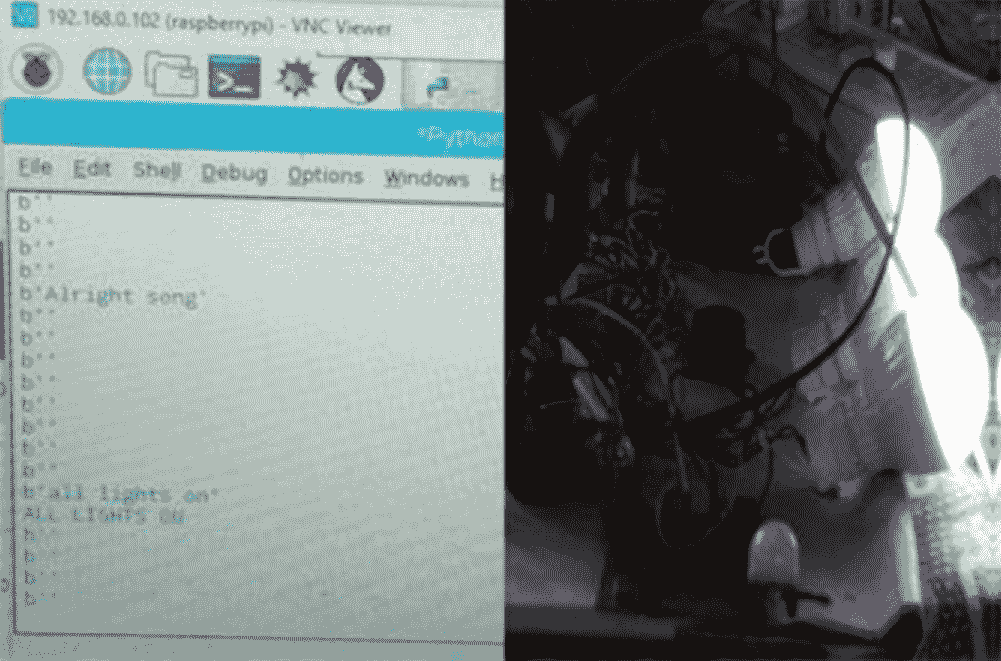 192.168.0.102 (raspberrypi) - VNC Viewer
File Edit Shell Debug Options Windows H
b''
b''
b''
b''
b'Alright song'
b''
b''
b''
b''
b''
b''
b''
b''
b'all lights on'
ALL LIGHTS ON
b''
b''
b''
b''